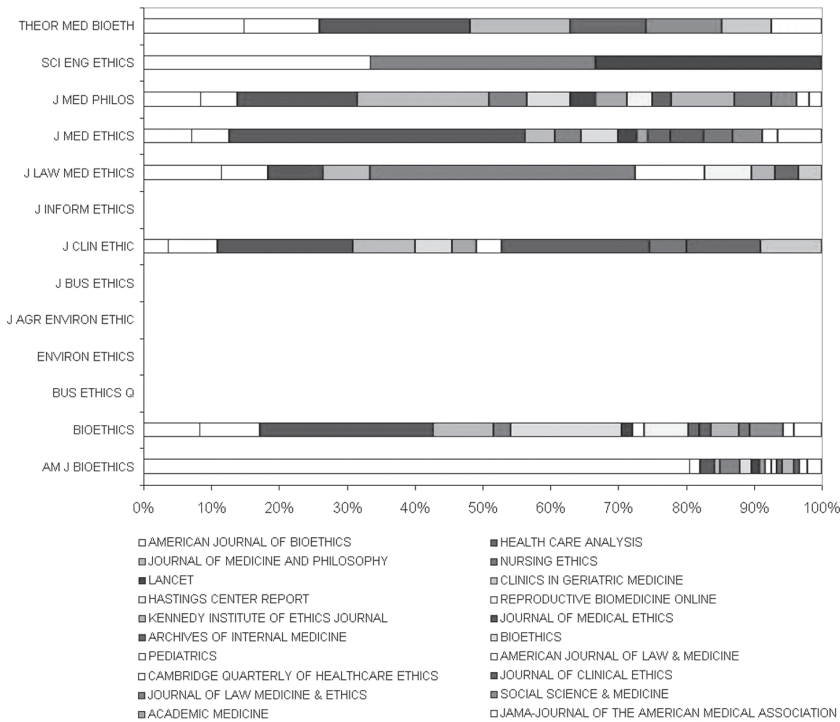 THEOR MED BIOETH
SCI ENG ETHICS
J MED PHILOS
J MED ETHICS
J LAW MED ETHICS
J INFORM ETHICS
J CLIN ETHIC
J BUS ETHICS
J AGR ENVIRON ETHIC
ENVIRON ETHICS
BUS ETHICS Q
BIOETHICS
AM J BIOETHICS
0% 10% 20% 30% 40% 50% 60% 70% 80% 90% 100%
AMERICAN JOURNAL OF BIOETHICS HEALTH CARE ANALYSIS
JOURNAL OF MEDICINE AND PHILOSOPHY NURSING ETHICS
LANCET CLINICS IN GERIATRIC MEDICINE
HASTINGS CENTER REPORT REPRODUCTIVE BIOMEDICINE ONLINE
KENNEDY INSTITUTE OF ETHICS JOURNAL JOURNAL OF MEDICAL ETHICS
ARCHIVES OF INTERNAL MEDICINE BIOETHICS
PEDIATRICS AMERICAN JOURNAL OF LAW & MEDICINE
CAMBRIDGE QUARTERLY OF HEALTHCARE ETHICS JOURNAL OF CLINICAL ETHICS
JOURNAL OF LAW MEDICINE & ETHICS SOCIAL SCIENCE & MEDICINE
ACADEMIC MEDICINE JAMA-JOURNAL OF THE AMERICAN MEDICAL ASSOCIATION